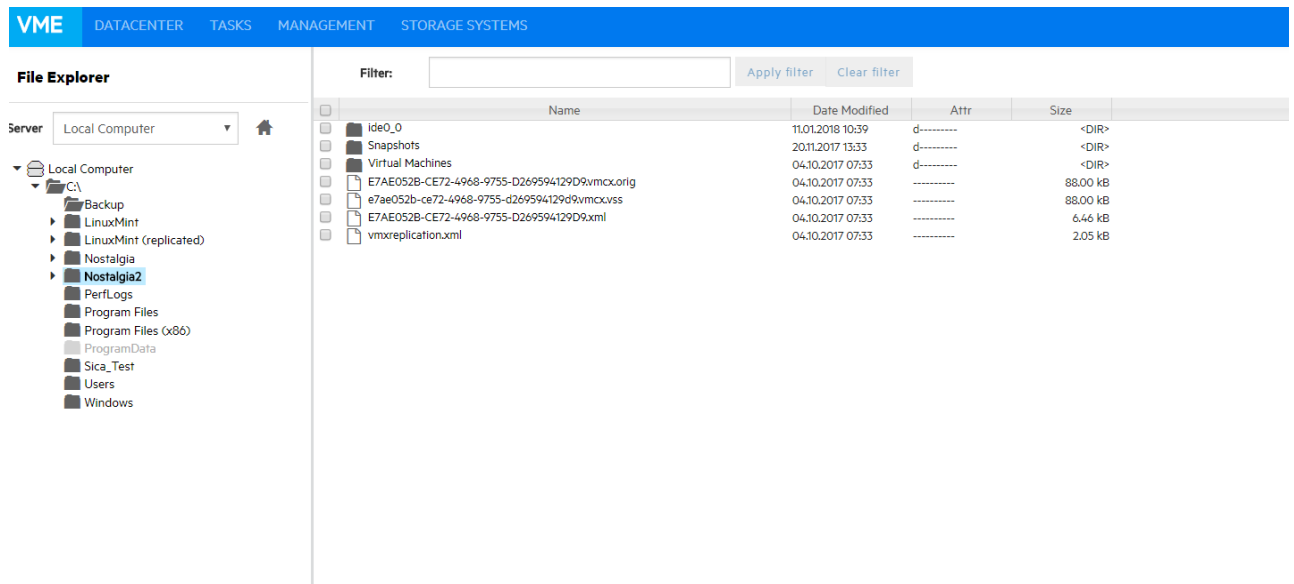 VME DATACENTER TASKS MANAGEMENT STORAGE SYSTEMS
File Explorer
Server Local Computer
Local Computer
C:\
Backup
LinuxMint
LinuxMint (replicated)
Nostalgia
Nostalgia2
PerfLogs
Program Files
Program Files (x86)
ProgramData
Sica_Test
Users
Windows
Filter: Apply filter Clear filter
Name Date Modified Attr Size
ide0_0 11.01.2018 10:39 d--------- <DIR>
Snapshots 20.11.2017 13:33 d--------- <DIR>
Virtual Machines 04.10.2017 07:33 d--------- <DIR>
E7AE052B-CE72-4968-9755-D269594129D9.vmcx.orig 04.10.2017 07:33 ---------- 88.00 kB
e7ae052b-ce72-4968-9755-d269594129d9.vmcx.vss 04.10.2017 07:33 ---------- 88.00 kB
E7AE052B-CE72-4968-9755-D269594129D9.xml 04.10.2017 07:33 ---------- 6.46 kB
vmxreplication.xml 04.10.2017 07:33 ---------- 2.05 kB